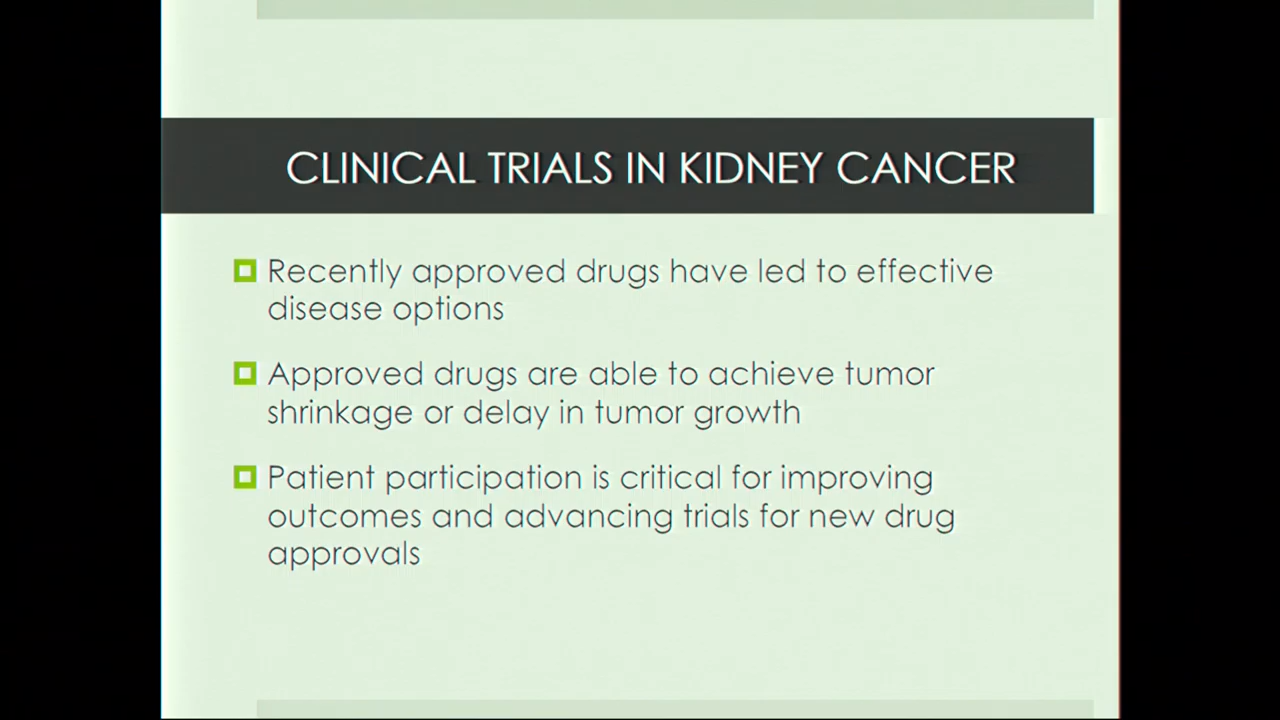 CLINICAL TRIALS IN KIDNEY CANCER
Recently approved drugs have led to effective
disease options
Approved drugs are able to achieve tumor
shrinkage or delay in tumor growth
Patient participation is critical for improving
outcomes and advancing trials for new drug
approvals